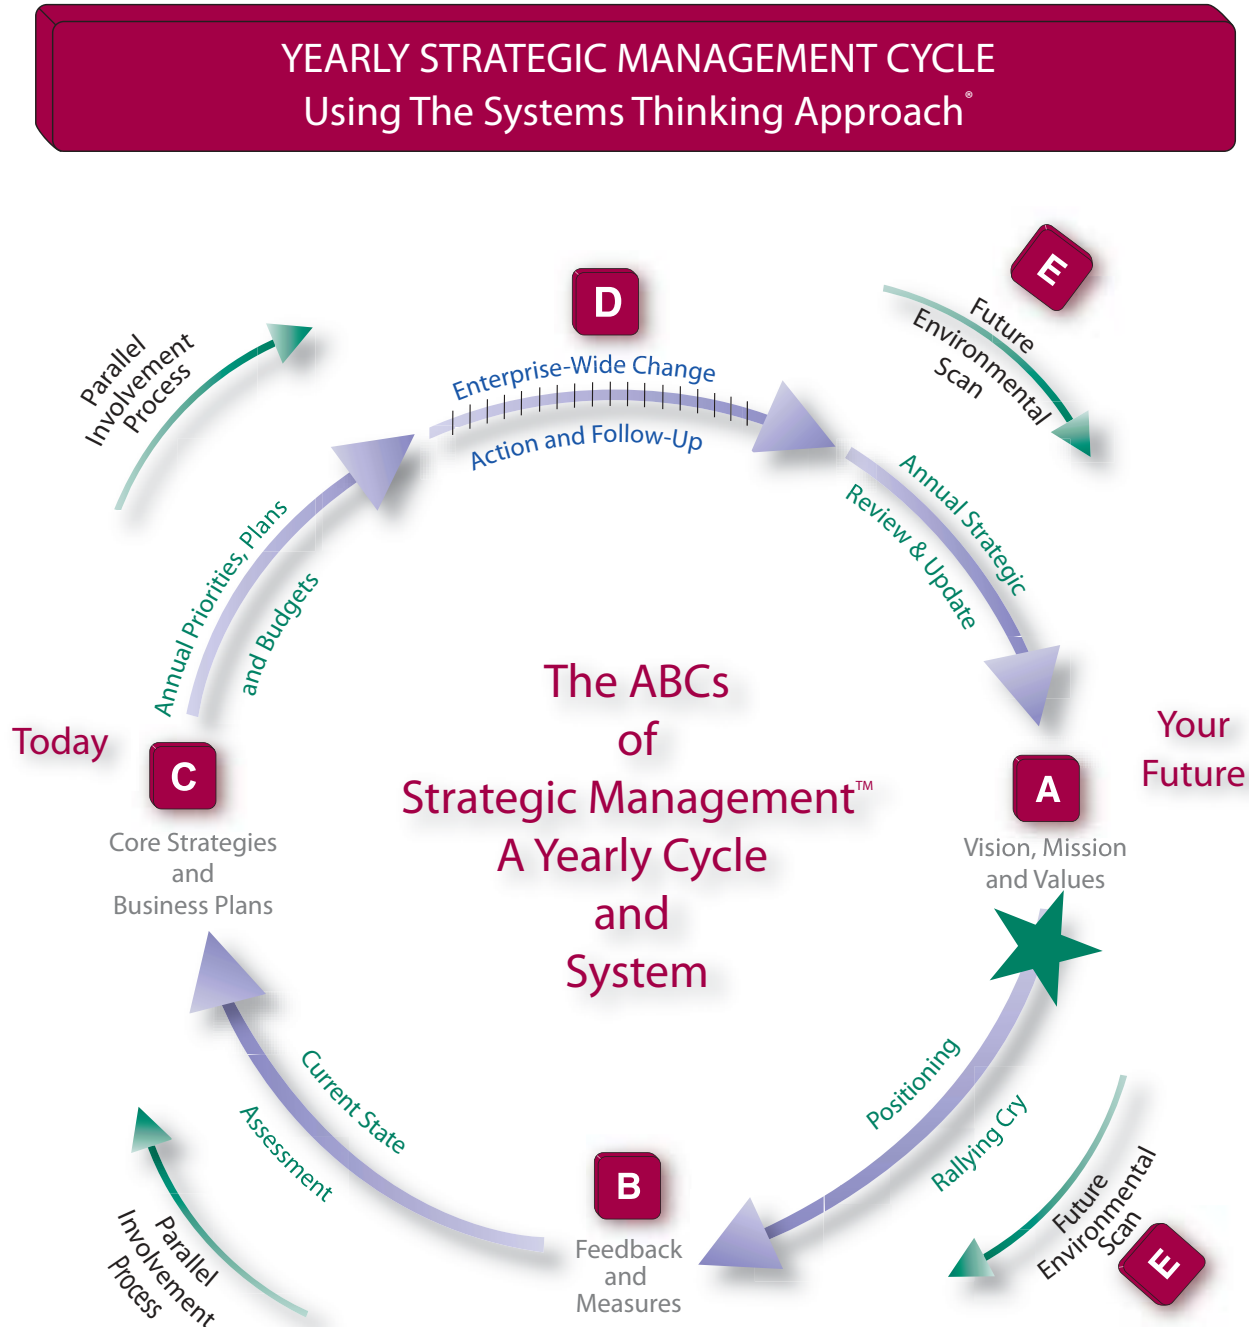 YEARLY STRATEGIC MANAGEMENT CYCLE
Using The Systems Thinking Approach®
E
D
Future
Environmental
Scan
Parallel
Involvement
Process
Enterprise-Wide Change
Action and Follow-Up
Annual Strategic
Review & Update
Annual Priorities, Plans
and Budgets
The ABCs
of
Strategic Management™
A Yearly Cycle
and
System
Today
Your
Future
C
A
Core Strategies
and
Business Plans
Vision, Mission
and Values
Positioning
Rallying Cry
Current State
Assessment
B
Feedback
and
Measures
Future
Environmental
Scan
E
Parallel
Involvement
Process